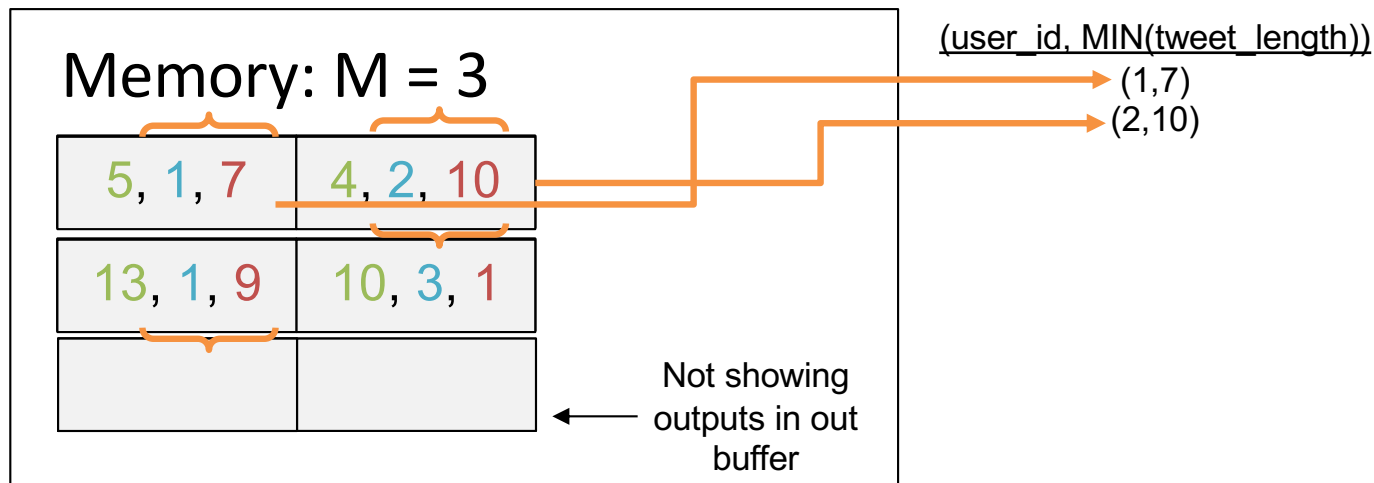 Memory: M = 3
5, 1, 7
4, 2, 10
13, 1, 9
10, 3, 1
Not showing
outputs in out
buffer
(user_id, MIN(tweet_length))
(1,7)
(2,10)